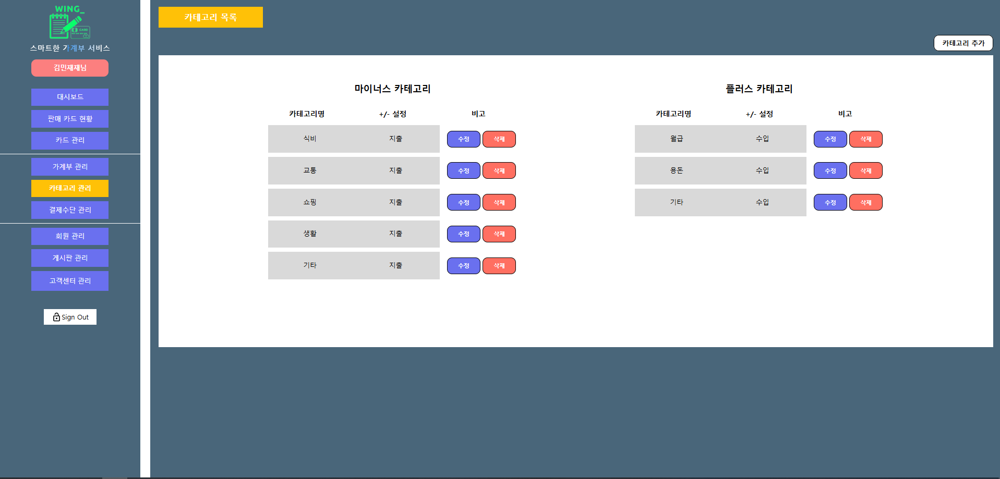 WING_
CARD
스마트한 가계부 서비스
김민재재님
대시보드
판매 카드 현황
카드 관리
가계부 관리
카테고리 관리
결제수단 관리
회원 관리
게시판 관리
고객센터 관리
Sign Out
카테고리 목록
카테고리 추가
마이너스 카테고리
카테고리명 +/- 설정 비고
식비 지출 수정 삭제
교통 지출 수정 삭제
쇼핑 지출 수정 삭제
생활 지출 수정 삭제
기타 지출 수정 삭제
플러스 카테고리
카테고리명 +/- 설정 비고
월급 수입 수정 삭제
용돈 수입 수정 삭제
기타 수입 수정 삭제